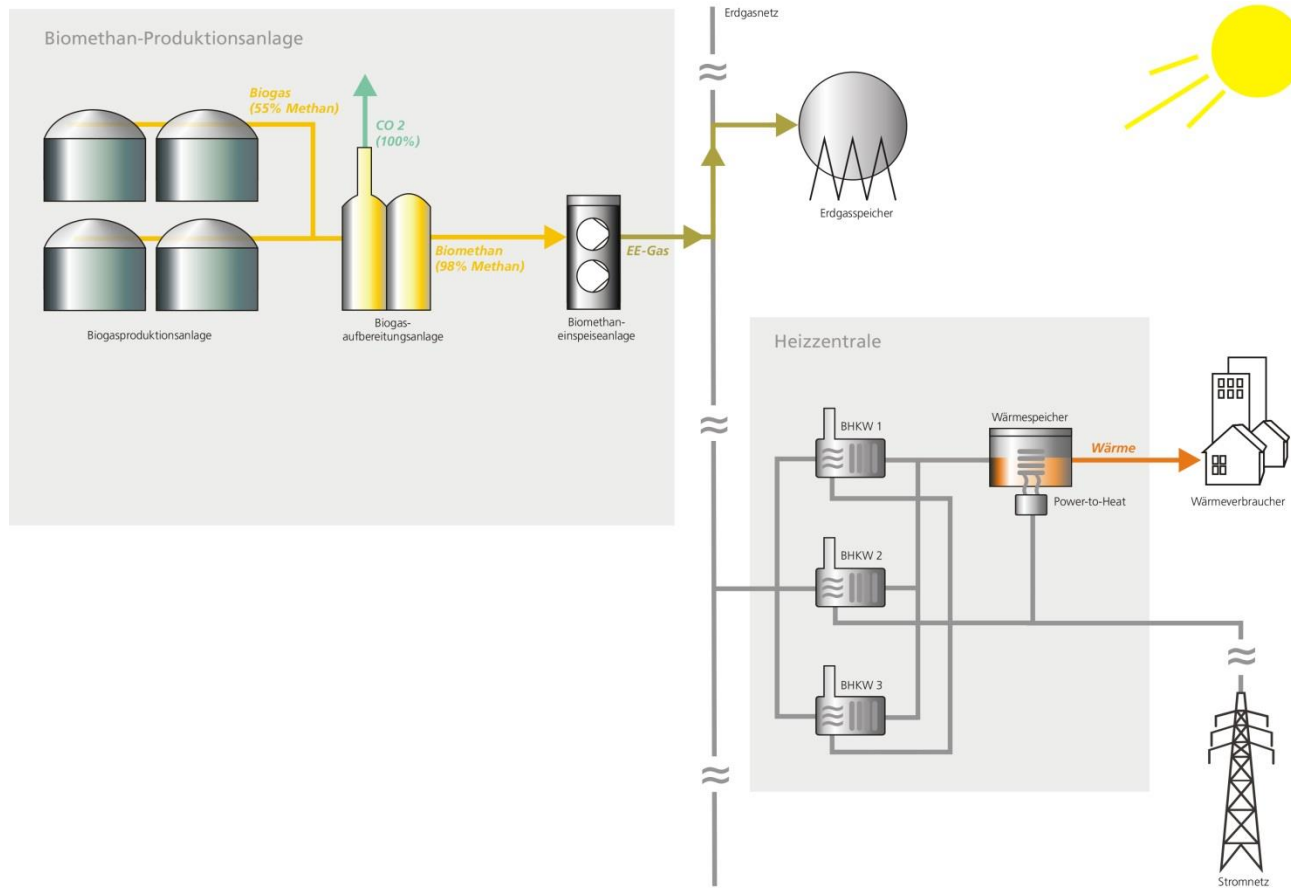 Erdgasnetz
Biomethan-Produktionsanlage
Biogas
(55% Methan)
CO 2
(100%)
Biomethan
(98% Methan)
EE-Gas
Erdgasspeicher
Biogasproduktionsanlage
Biogas-
aufbereitungsanlage
Biomethan-
einspeiseanlage
Heizzentrale
BHKW 1
Wärmespeicher
Wärme
Power-to-Heat
Wärmeverbraucher
BHKW 2
BHKW 3
Stromnetz